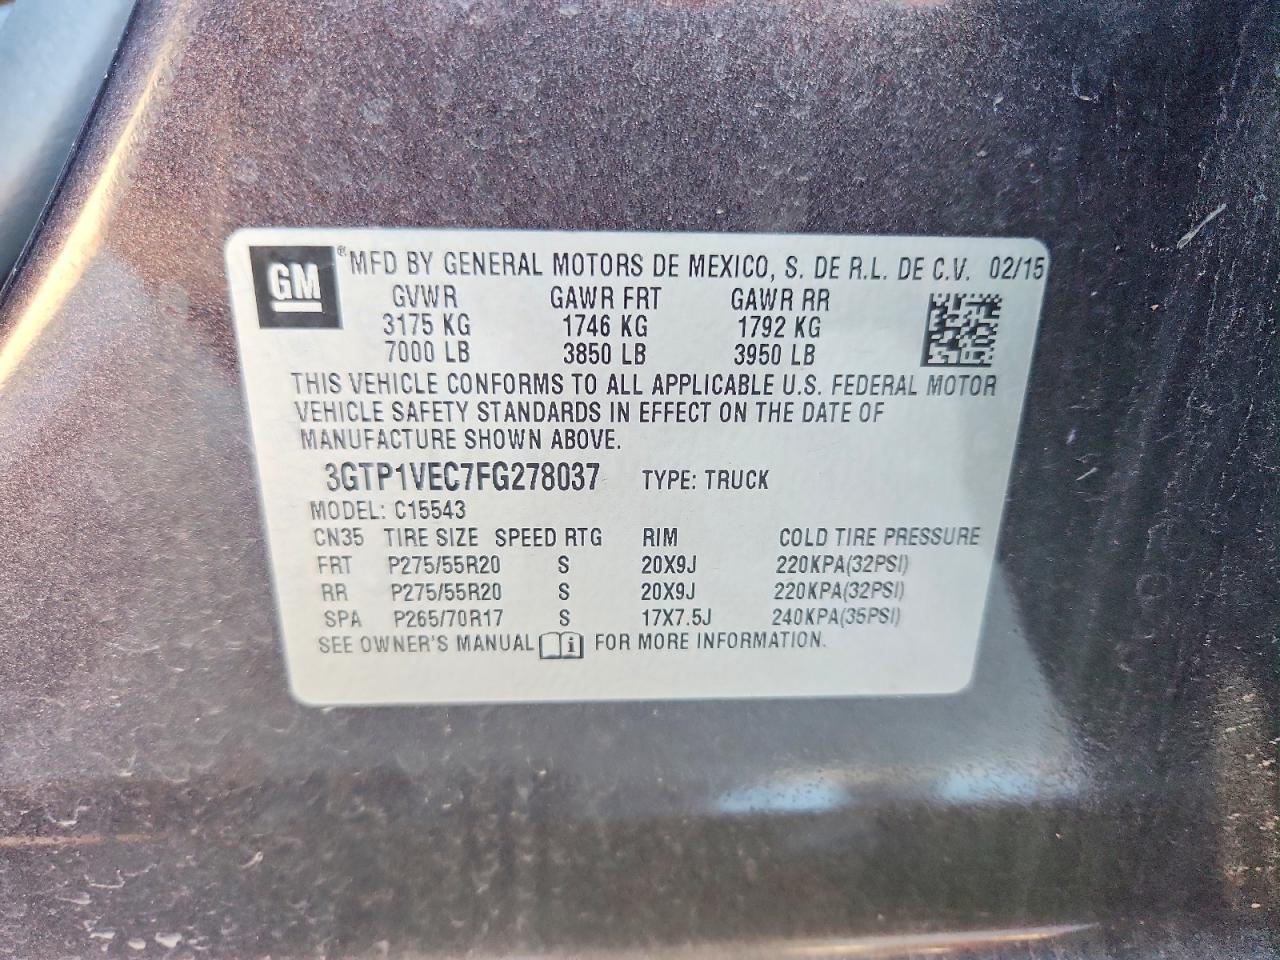 GM ® MFD BY GENERAL MOTORS DE MEXICO, S. DE R.L. DE C.V. 02/15
GVWR GAWR FRT GAWR RR
3175 KG 1746 KG 1792 KG
7000 LB 3850 LB 3950 LB
THIS VEHICLE CONFORMS TO ALL APPLICABLE U.S. FEDERAL MOTOR
VEHICLE SAFETY STANDARDS IN EFFECT ON THE DATE OF
MANUFACTURE SHOWN ABOVE.
3GTP1VEC7FG278037 TYPE: TRUCK
MODEL: C15543
CN35 TIRE SIZE SPEED RTG RIM COLD TIRE PRESSURE
FRT P275/55R20 S 20X9J 220KPA(32PSI)
RR P275/55R20 S 20X9J 220KPA(32PSI)
SPA P265/70R17 S 17X7.5J 240KPA(35PSI)
SEE OWNER'S MANUAL i FOR MORE INFORMATION.